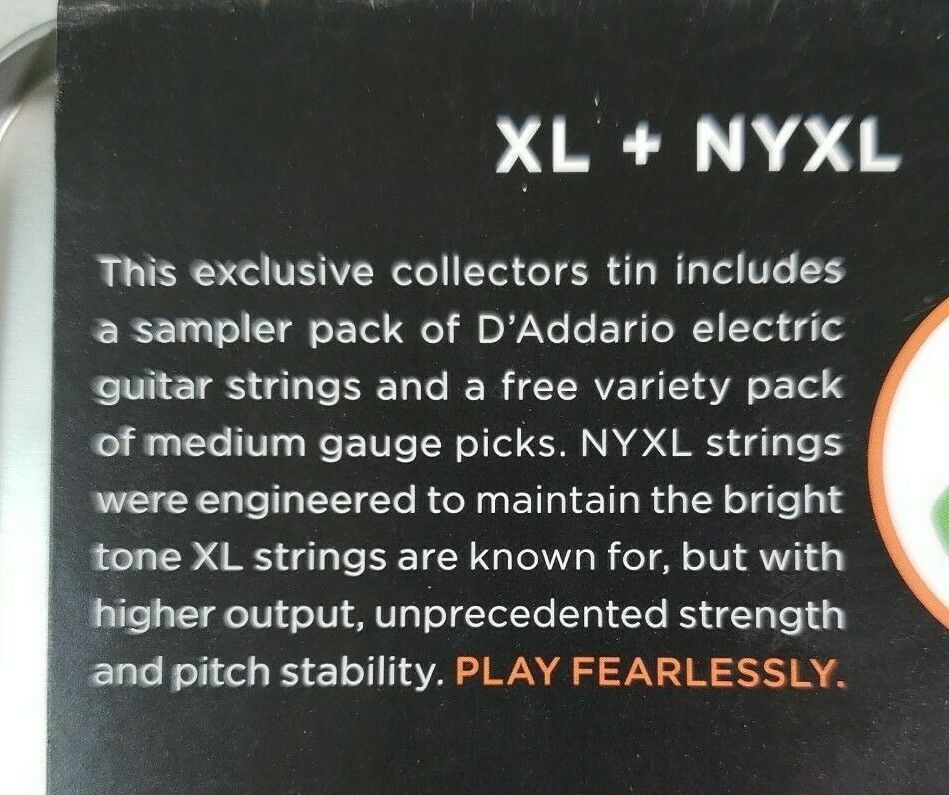 XL + NYXL
This exclusive collectors tin includes
a sampler pack of D'Addario electric
guitar strings and a free variety pack
of medium gauge picks. NYXL strings
were engineered to maintain the bright
tone XL strings are known for, but with
higher output, unprecedented strength
and pitch stability. PLAY FEARLESSLY.